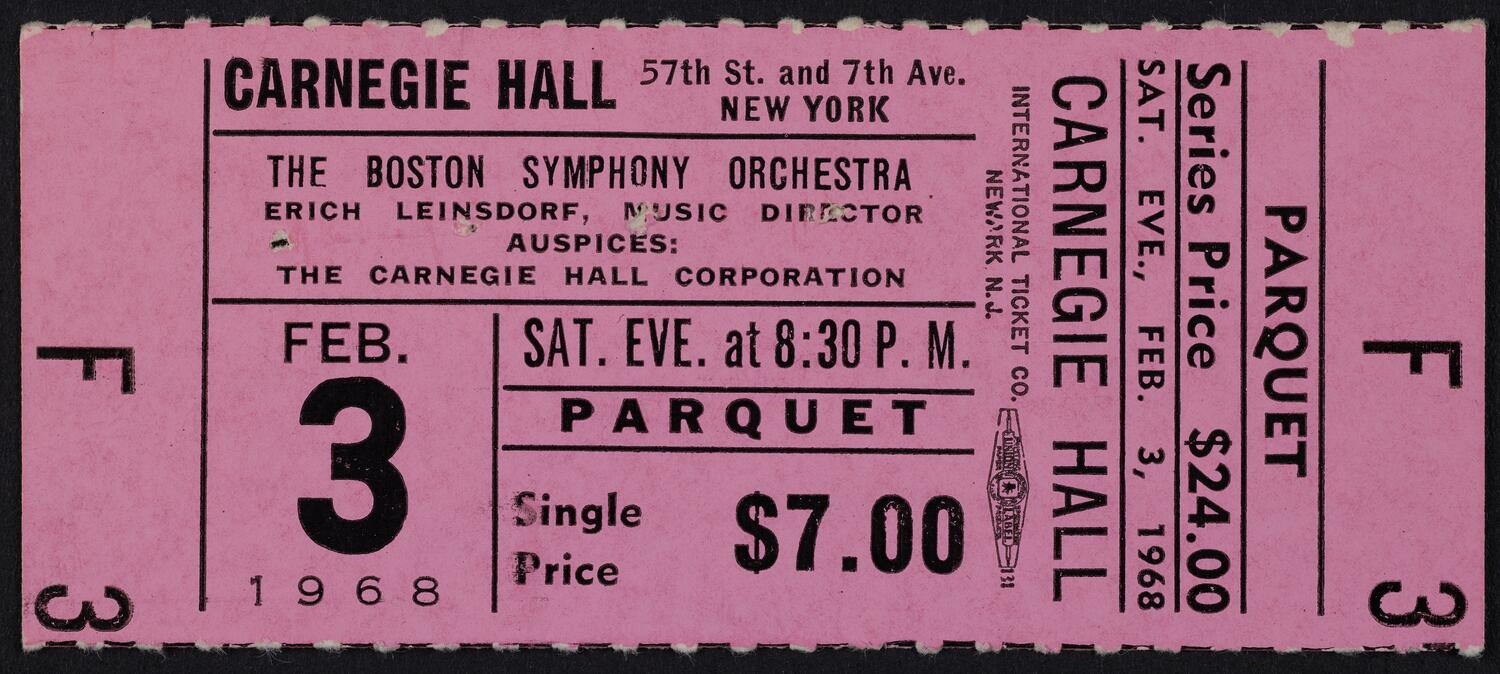 F
3
CARNEGIE HALL
57th St. and 7th Ave.
NEW YORK
THE BOSTON SYMPHONY ORCHESTRA
ERICH LEINSDORF, MUSIC DIRECTOR
AUSPICES:
THE CARNEGIE HALL CORPORATION
FEB.
3
1968
SAT. EVE. at 8:30 P. M.
PARQUET
Single
Price
$7.00
INTERNATIONAL TICKET CO.
NEWARK N.J.
131
CARNEGIE HALL
SAT. EVE., FEB. 3, 1968
Series Price $24.00
PARQUET
F
3